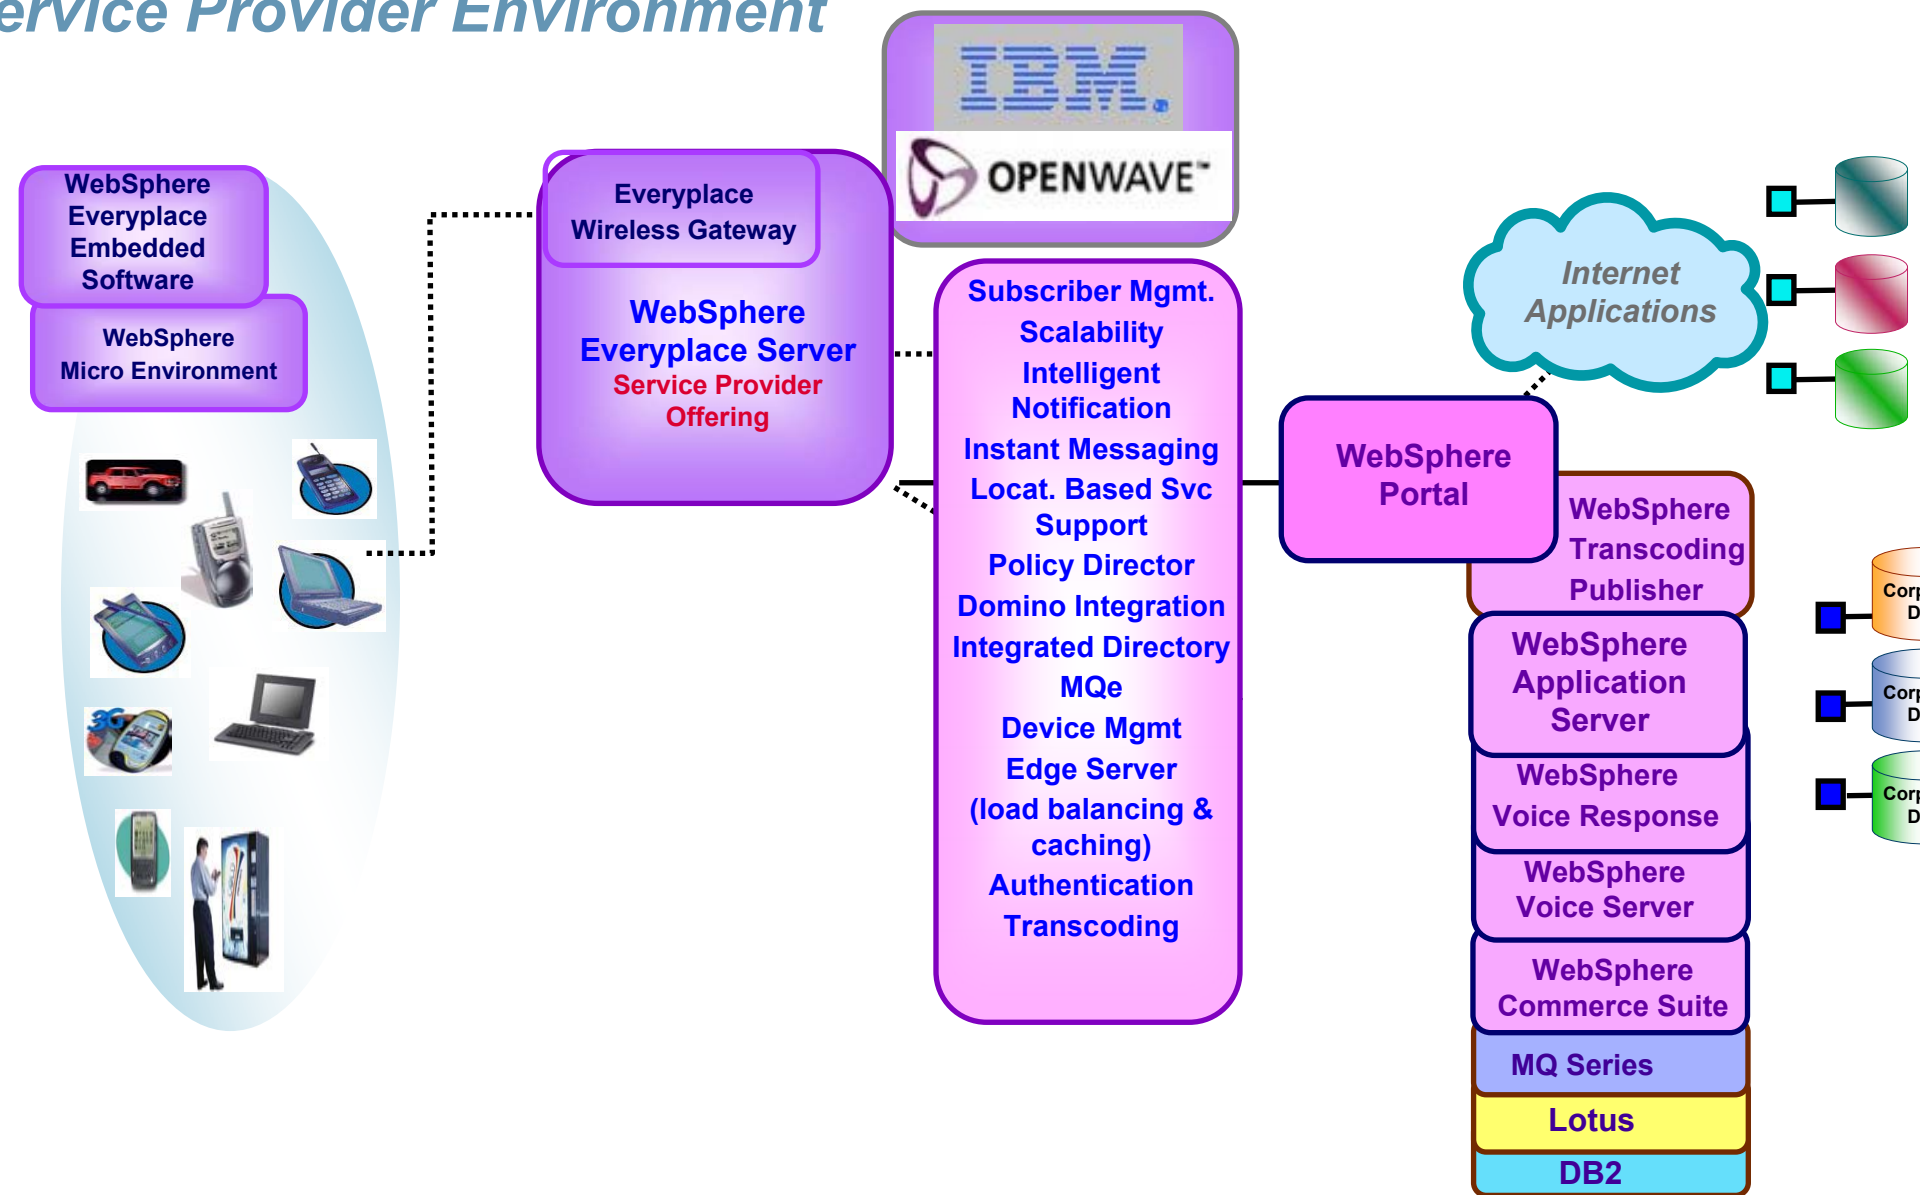 ervice Provider Environment
IBM.
OPENWAVE™
WebSphere
Everyplace
Embedded
Software
WebSphere
Micro Environment
3G
Everyplace
Wireless Gateway
WebSphere
Everyplace Server
Service Provider
Offering
Subscriber Mgmt.
Scalability
Intelligent
Notification
Instant Messaging
Locat. Based Svc
Support
Policy Director
Domino Integration
Integrated Directory
MQe
Device Mgmt
Edge Server
(load balancing &
caching)
Authentication
Transcoding
WebSphere
Portal
Internet
Applications
WebSphere
Transcoding
Publisher
WebSphere
Application
Server
WebSphere
Voice Response
WebSphere
Voice Server
WebSphere
Commerce Suite
MQ Series
Lotus
DB2
Corp
D
Corp
D
Corp
D